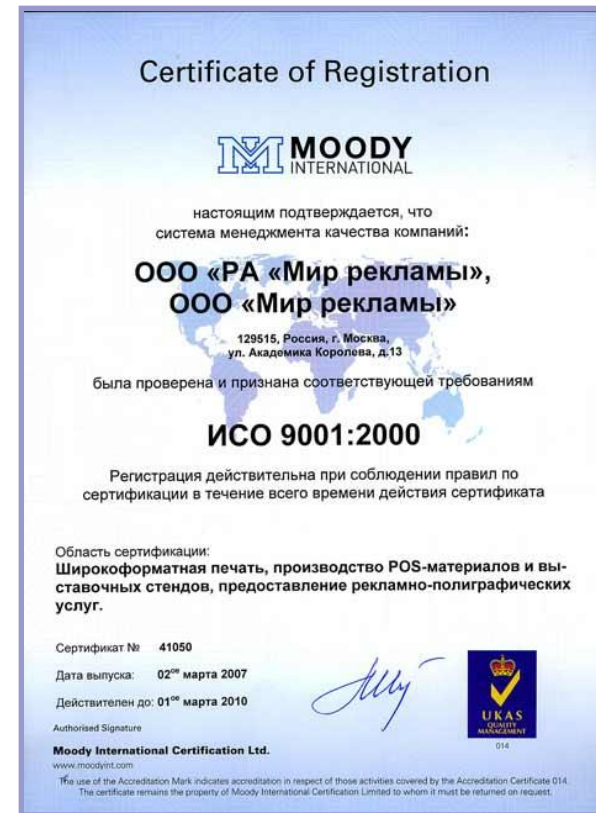 Certificate of Registration
MOODY
INTERNATIONAL
настоящим подтверждается, что
система менеджмента качества компаний:
ООО «РА «Мир рекламы»,
ООО «Мир рекламы»
129515, Россия, г. Москва,
ул. Академика Королева, д.13
была проверена и признана соответствующей требованиям
ИСО 9001:2000
Регистрация действительна при соблюдении правил по
сертификации в течение всего времени действия сертификата
Область сертификации:
Широкоформатная печать, производство POS-материалов и вы-
ставочных стендов, предоставление рекламно-полиграфических
услуг.
Сертификат № 41050
Дата выпуска: 02ое марта 2007
Действителен до: 01ое марта 2010
Authorised Signature
Moody International Certification Ltd.
www.moodyint.com
UKAS
QUALITY
MANAGEMENT
014
The use of the Accreditation Mark indicates accreditation in respect of those activities covered by the Accreditation Certificate 014.
The certificate remains the property of Moody International Certification Limited to whom it must be returned on request.